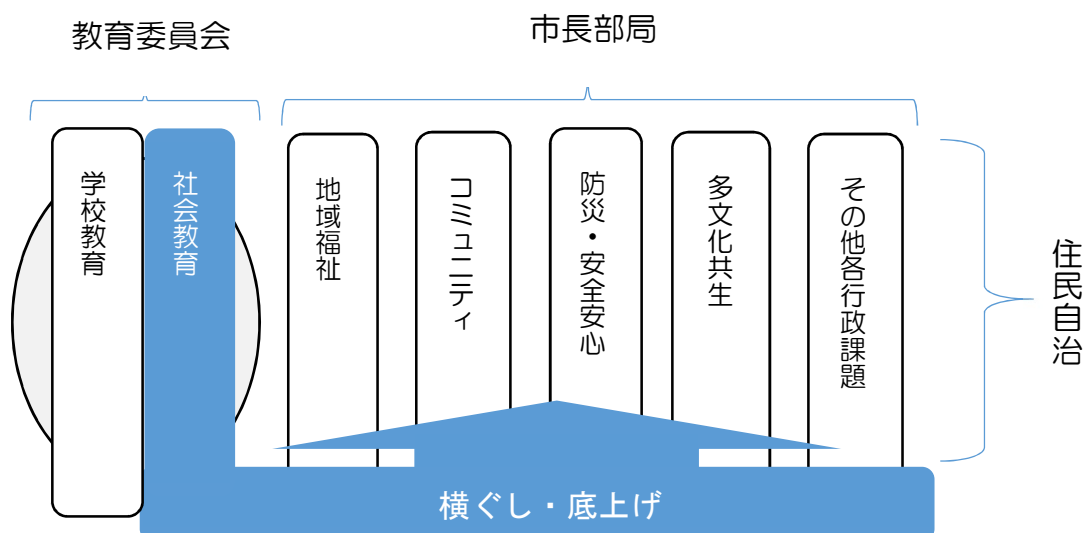 教育委員会
市長部局
学校教育
社会教育
地域福祉
コミュニティ
防災・安全安心
多文化共生
その他各行政課題
住民自治
横ぐし・底上げ